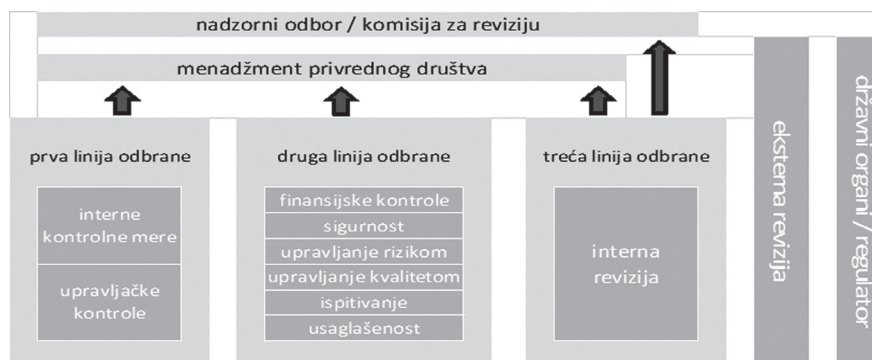 nadzorni odbor / komisija za reviziju
menadžment privrednog društva
prva linija odbrane
interne
kontrolne mere
upravljačke
kontrole
druga linija odbrane
finansijske kontrole
sigurnost
upravljanje rizikom
upravljanje kvalitetom
ispitivanje
usaglašenost
treća linija odbrane
interna
revizija
eksterna revizija
državni organi / regulator